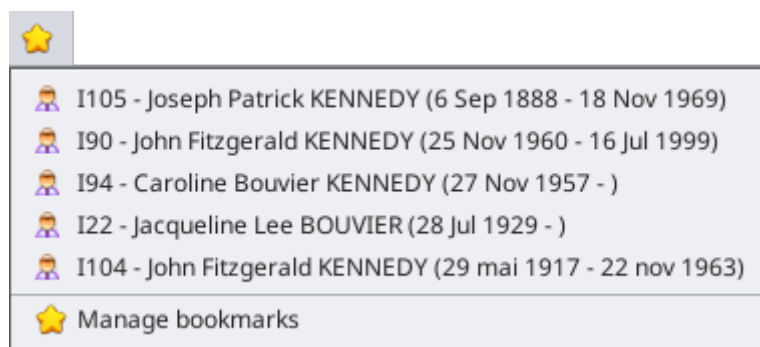 I105 - Joseph Patrick KENNEDY (6 Sep 1888 - 18 Nov 1969)
I90 - John Fitzgerald KENNEDY (25 Nov 1960 - 16 Jul 1999)
I94 - Caroline Bouvier KENNEDY (27 Nov 1957 - )
I22 - Jacqueline Lee BOUVIER (28 Jul 1929 - )
I104 - John Fitzgerald KENNEDY (29 mai 1917 - 22 nov 1963)
Manage bookmarks